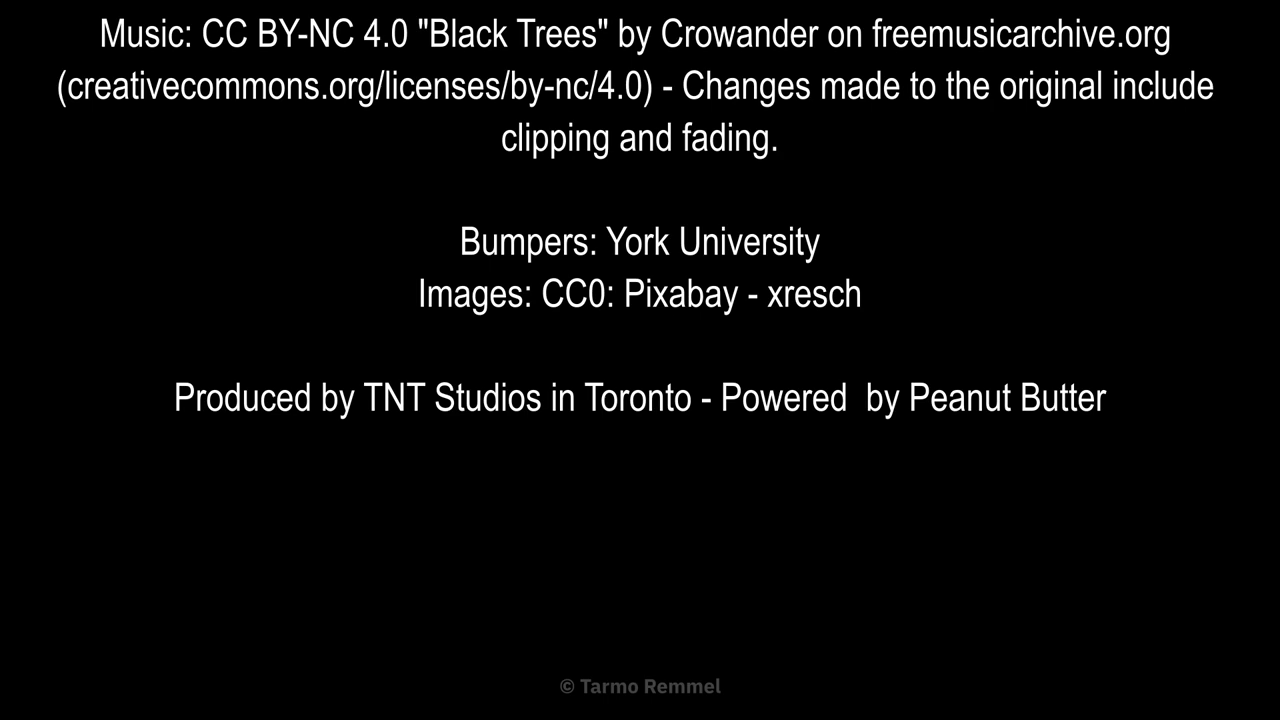 Music: CC BY-NC 4.0 "Black Trees" by Crowander on freemusicarchive.org
(creativecommons.org/licenses/by-nc/4.0) - Changes made to the original include
clipping and fading.
Bumpers: York University
Images: CC0: Pixabay - xresch
Produced by TNT Studios in Toronto - Powered  by Peanut Butter
© Tarmo Remmel